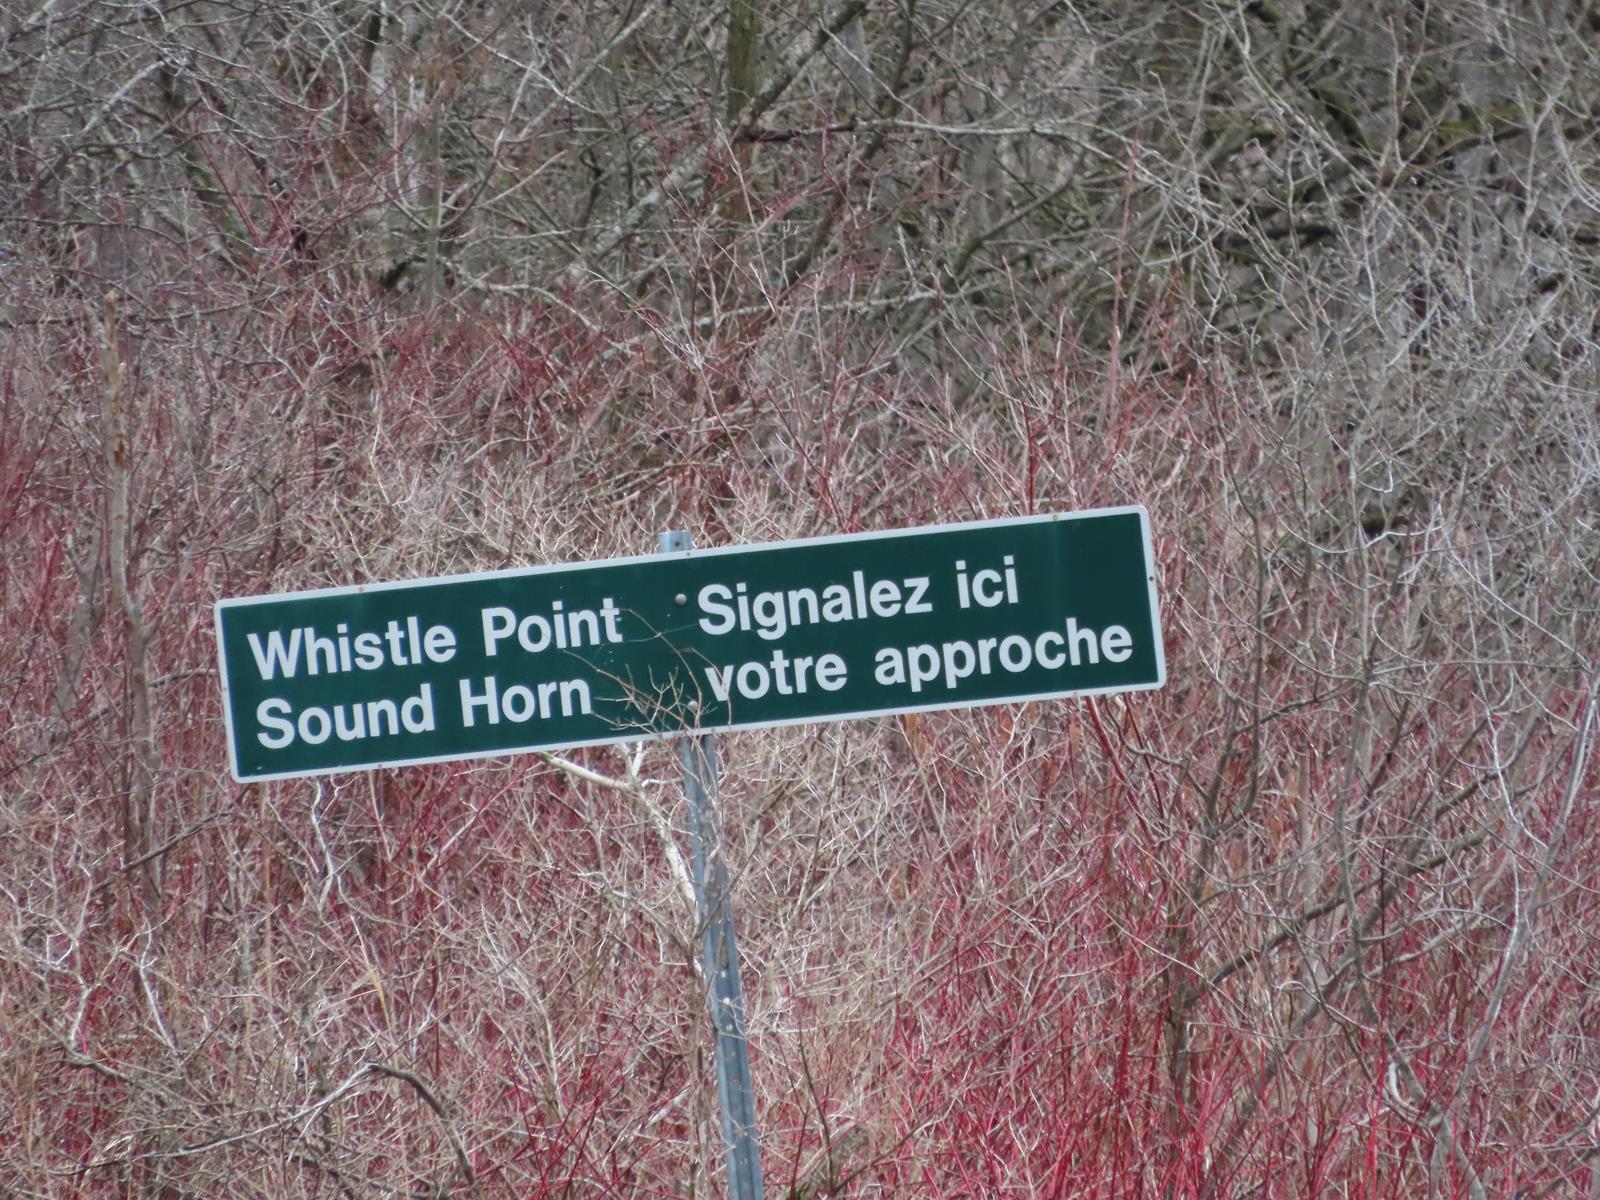 Whistle Point
Sound Horn
Signalez ici
votre approche